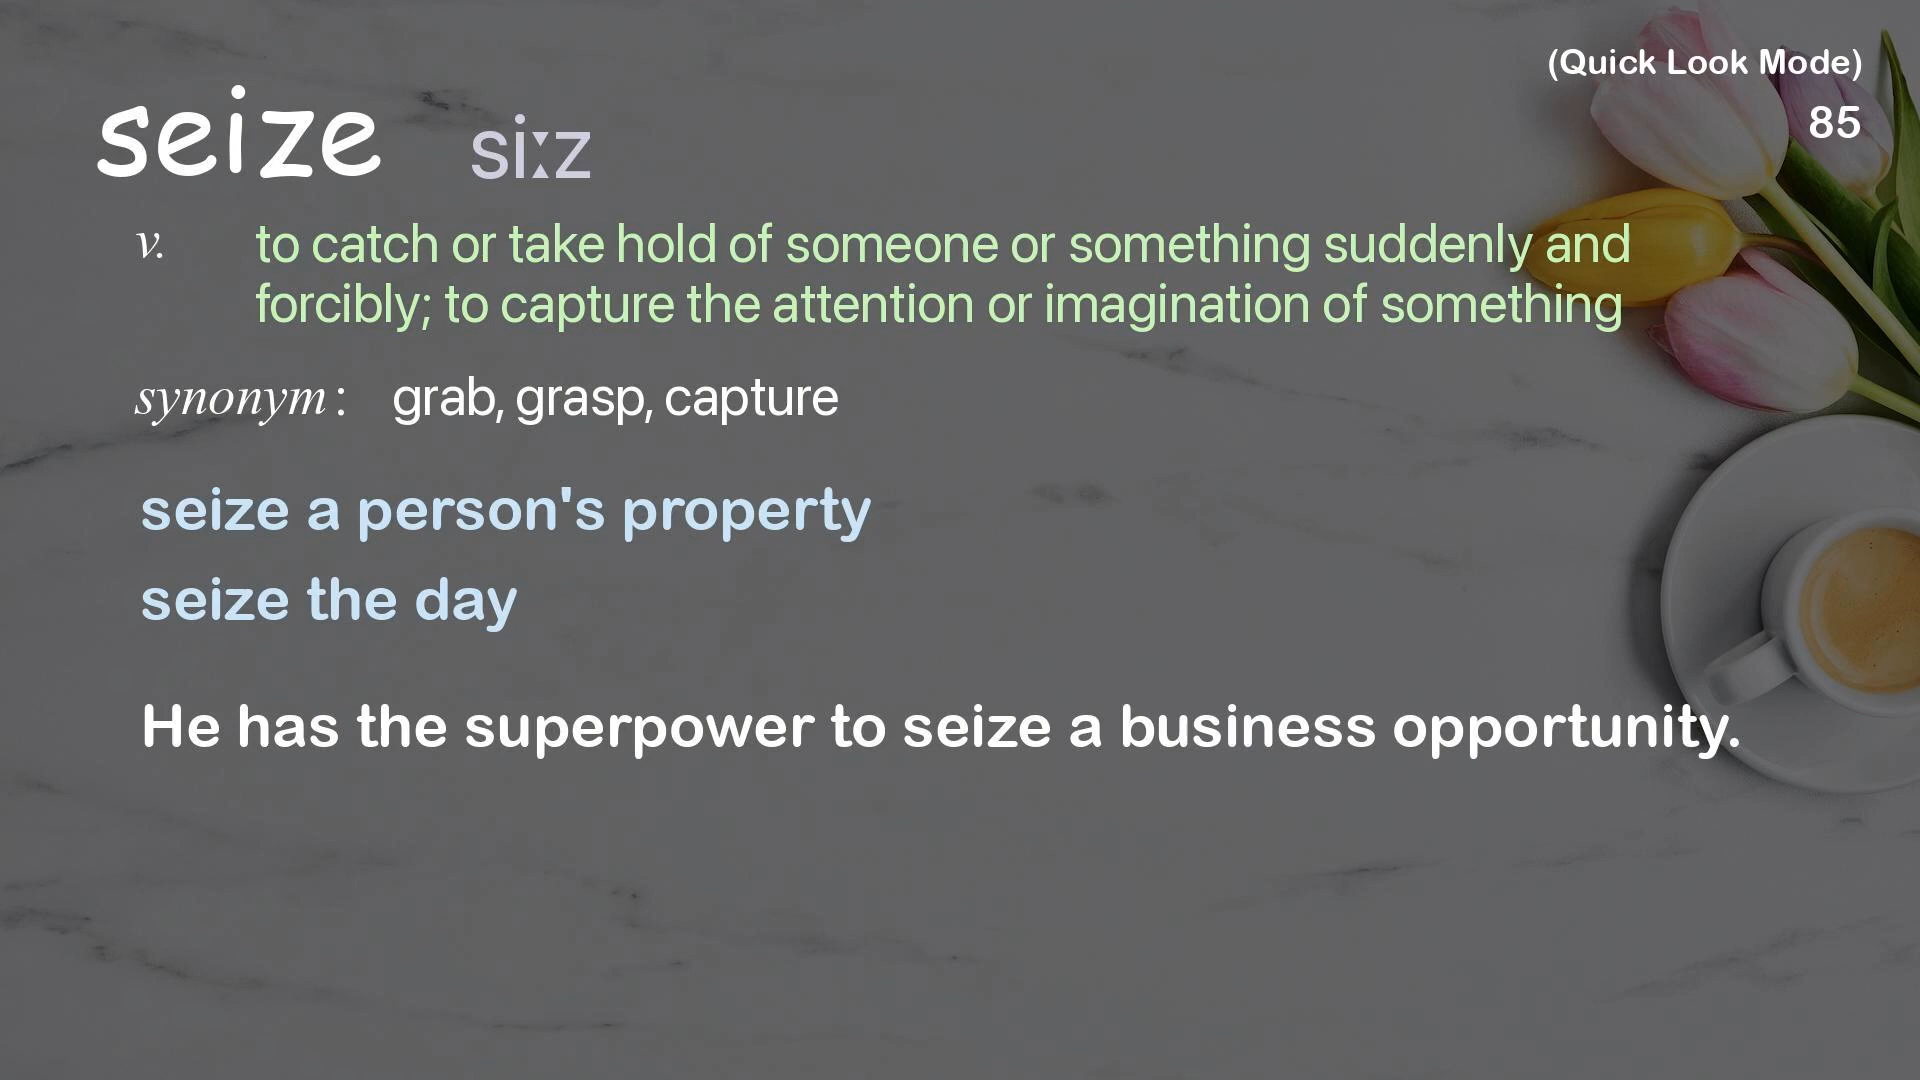 (Quick Look Mode)
85
seize siːz
v. to catch or take hold of someone or something suddenly and
forcibly; to capture the attention or imagination of something
synonym: grab, grasp, capture
seize a person's property
seize the day
He has the superpower to seize a business opportunity.